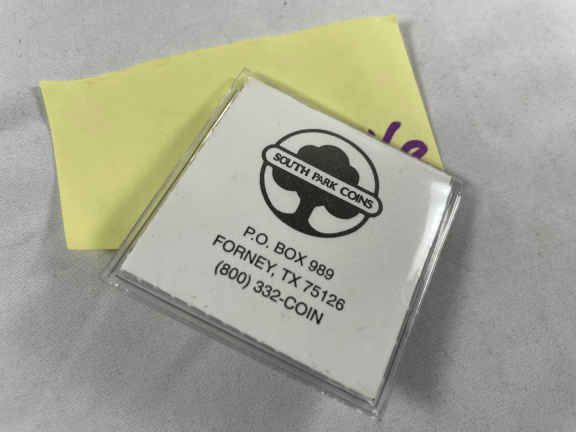 SOUTH PARK COINS
P.O. BOX 989
FORNEY, TX 75126
(800) 332-COIN